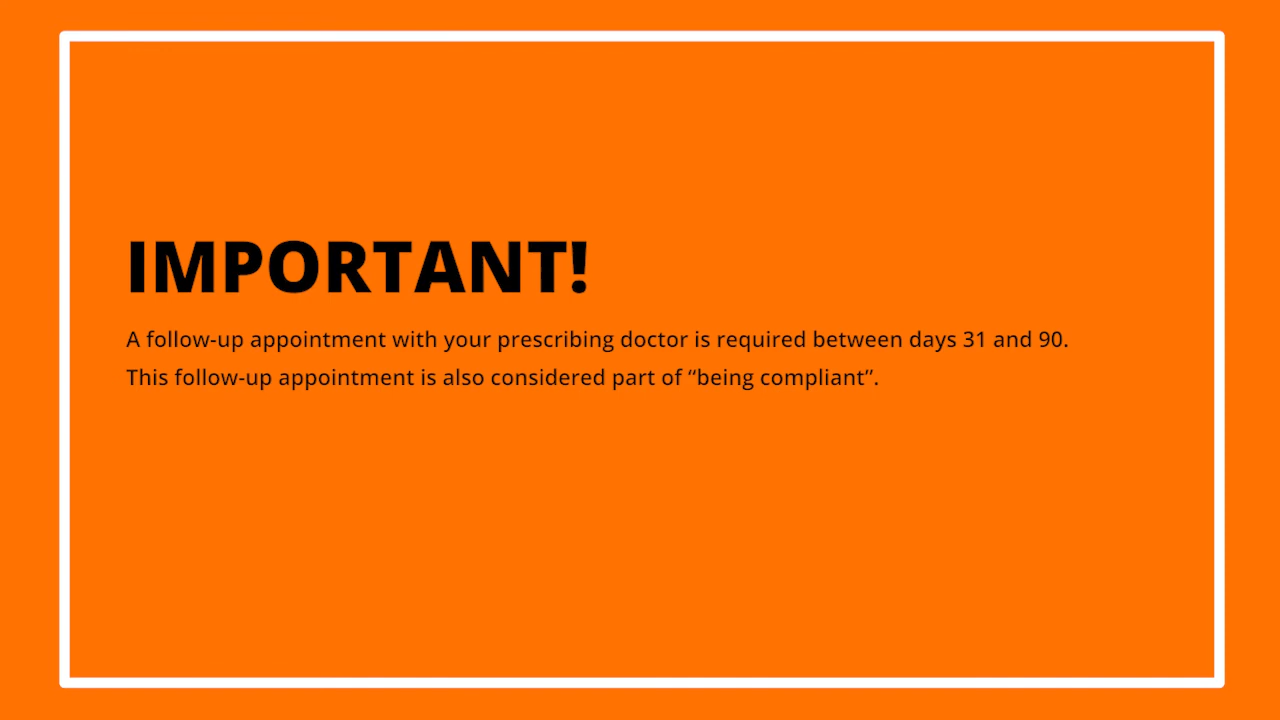 IMPORTANT!
A follow-up appointment with your prescribing doctor is required between days 31 and 90.
This follow-up appointment is also considered part of “being compliant”.